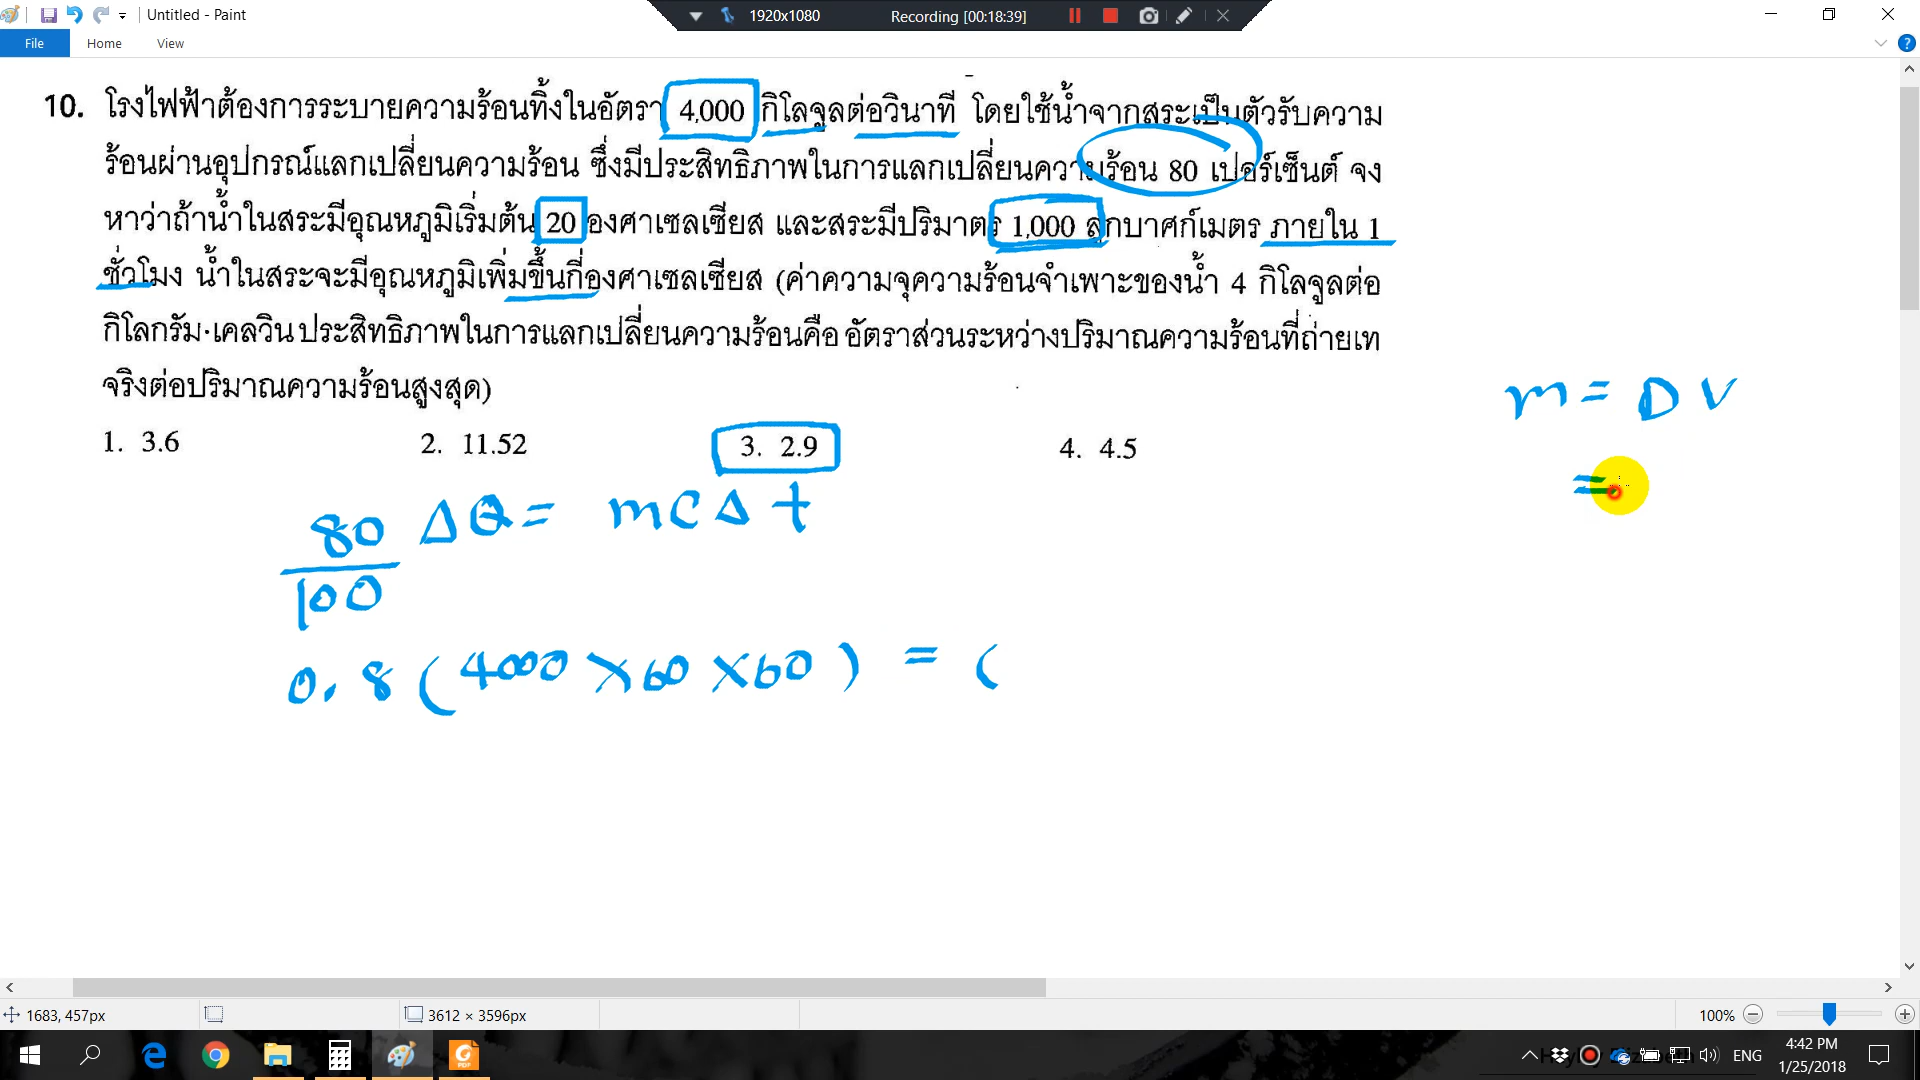 Untitled - Paint
1920x1080
Recording [00:18:39]
File Home View
10. โรงไฟฟ้าต้องการระบายความร้อนทิ้งในอัตรา 4,000 กิโลจูลต่อวินาที โดยใช้น้ำจากสระเป็นตัวรับความ
ร้อนผ่านอุปกรณ์แลกเปลี่ยนความร้อน ซึ่งมีประสิทธิภาพในการแลกเปลี่ยนความร้อน 80 เปอร์เซ็นต์ จง
หาว่าถ้าน้ำในสระมีอุณหภูมิเริ่มต้น 20 องศาเซลเซียส และสระมีปริมาตร 1,000 ลูกบาศก์เมตร ภายใน 1
ชั่วโมง น้ำในสระจะมีอุณหภูมิเพิ่มขึ้นกี่องศาเซลเซียส (ค่าความจุความร้อนจำเพาะของน้ำ 4 กิโลจูลต่อ
กิโลกรัม·เคลวิน ประสิทธิภาพในการแลกเปลี่ยนความร้อนคือ อัตราส่วนระหว่างปริมาณความร้อนที่ถ่ายเท
จริงต่อปริมาณความร้อนสูงสุด)
m = D V
1. 3.6 2. 11.52 3. 2.9 4. 4.5
=
80/100 ΔQ = mcΔt
0.8 (4000 × 60 × 60) = (
1683, 457px
3612 × 3596px
100%
ENG
4:42 PM
1/25/2018